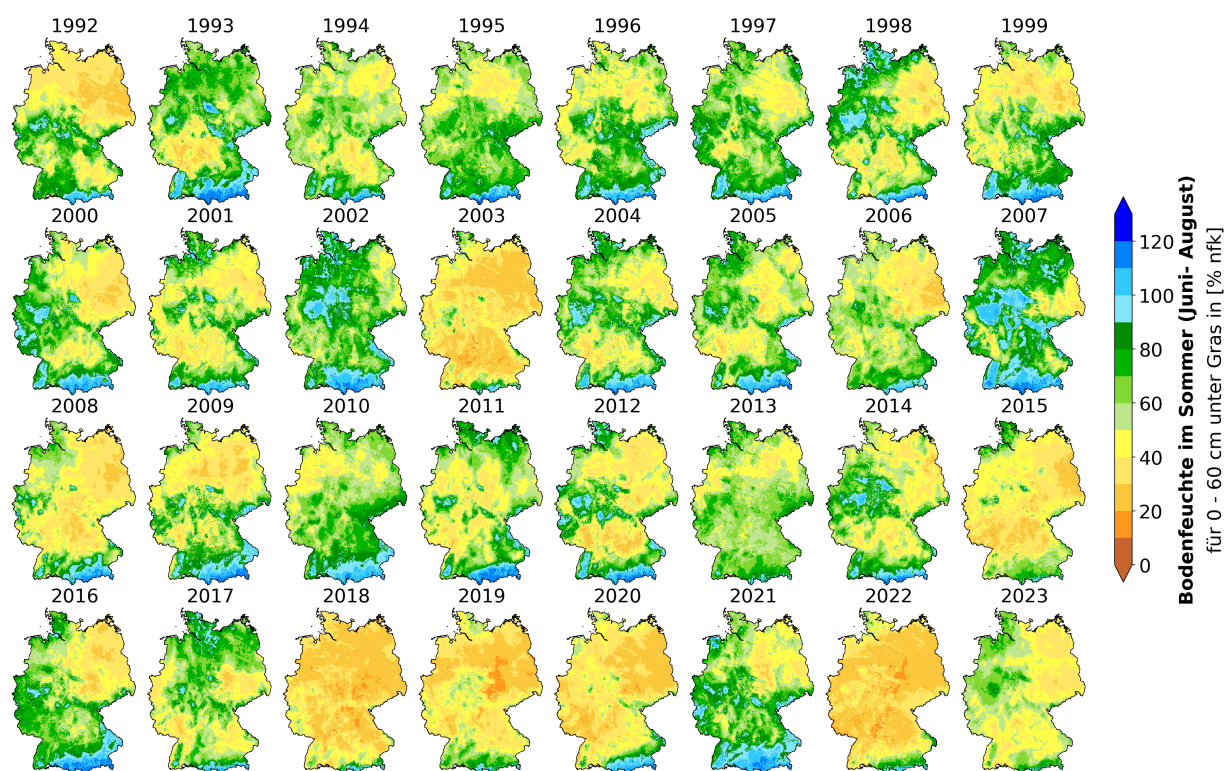 1992 1993 1994 1995 1996 1997 1998 1999
2000 2001 2002 2003 2004 2005 2006 2007
2008 2009 2010 2011 2012 2013 2014 2015
2016 2017 2018 2019 2020 2021 2022 2023
120
100
80
60
40
20
0
Bodenfeuchte im Sommer (Juni- August)
für 0 - 60 cm unter Gras in [% nfk]